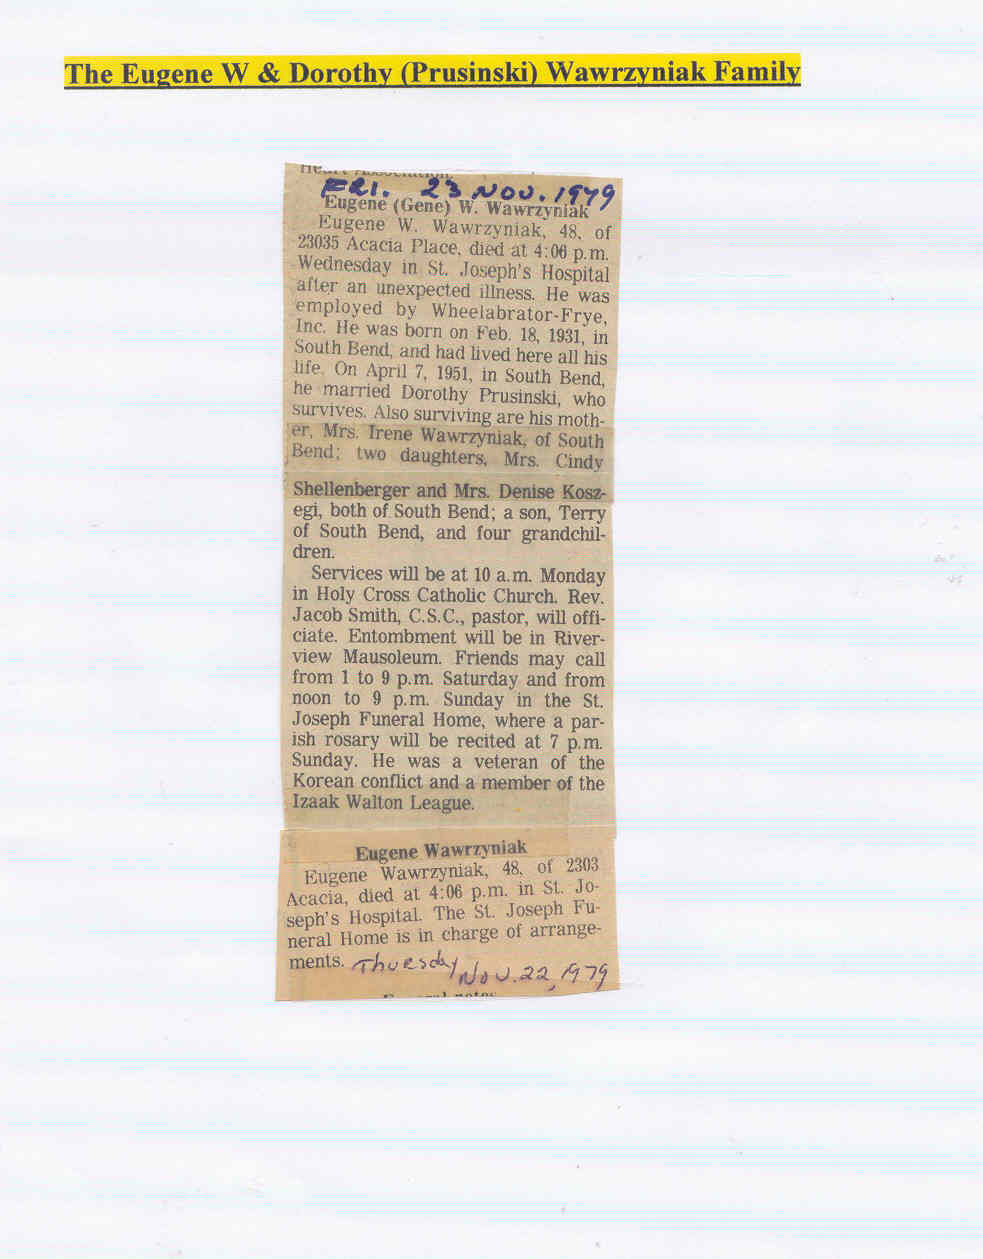 The Eugene W & Dorothy (Prusinski) Wawrzyniak Family
Heart Association.
FRI. 23 NOV. 1979
Eugene (Gene) W. Wawrzyniak
Eugene W. Wawrzyniak, 48, of
23035 Acacia Place, died at 4:06 p.m.
Wednesday in St. Joseph's Hospital
after an unexpected illness. He was
employed by Wheelabrator-Frye,
Inc. He was born on Feb. 18, 1931, in
South Bend, and had lived here all his
life. On April 7, 1951, in South Bend,
he married Dorothy Prusinski, who
survives. Also surviving are his moth-
er, Mrs. Irene Wawrzyniak, of South
Bend; two daughters, Mrs. Cindy
Shellenberger and Mrs. Denise Kosz-
egi, both of South Bend; a son, Terry
of South Bend, and four grandchil-
dren.
Services will be at 10 a.m. Monday
in Holy Cross Catholic Church. Rev.
Jacob Smith, C.S.C., pastor, will offi-
ciate. Entombment will be in River-
view Mausoleum. Friends may call
from 1 to 9 p.m. Saturday and from
noon to 9 p.m. Sunday in the St.
Joseph Funeral Home, where a par-
ish rosary will be recited at 7 p.m.
Sunday. He was a veteran of the
Korean conflict and a member of the
Izaak Walton League.
Eugene Wawrzyniak
Eugene Wawrzyniak, 48, of 2303
Acacia, died at 4:06 p.m. in St. Jo-
seph's Hospital. The St. Joseph Fu-
neral Home is in charge of arrange-
ments. Thursday Nov. 22, 1979